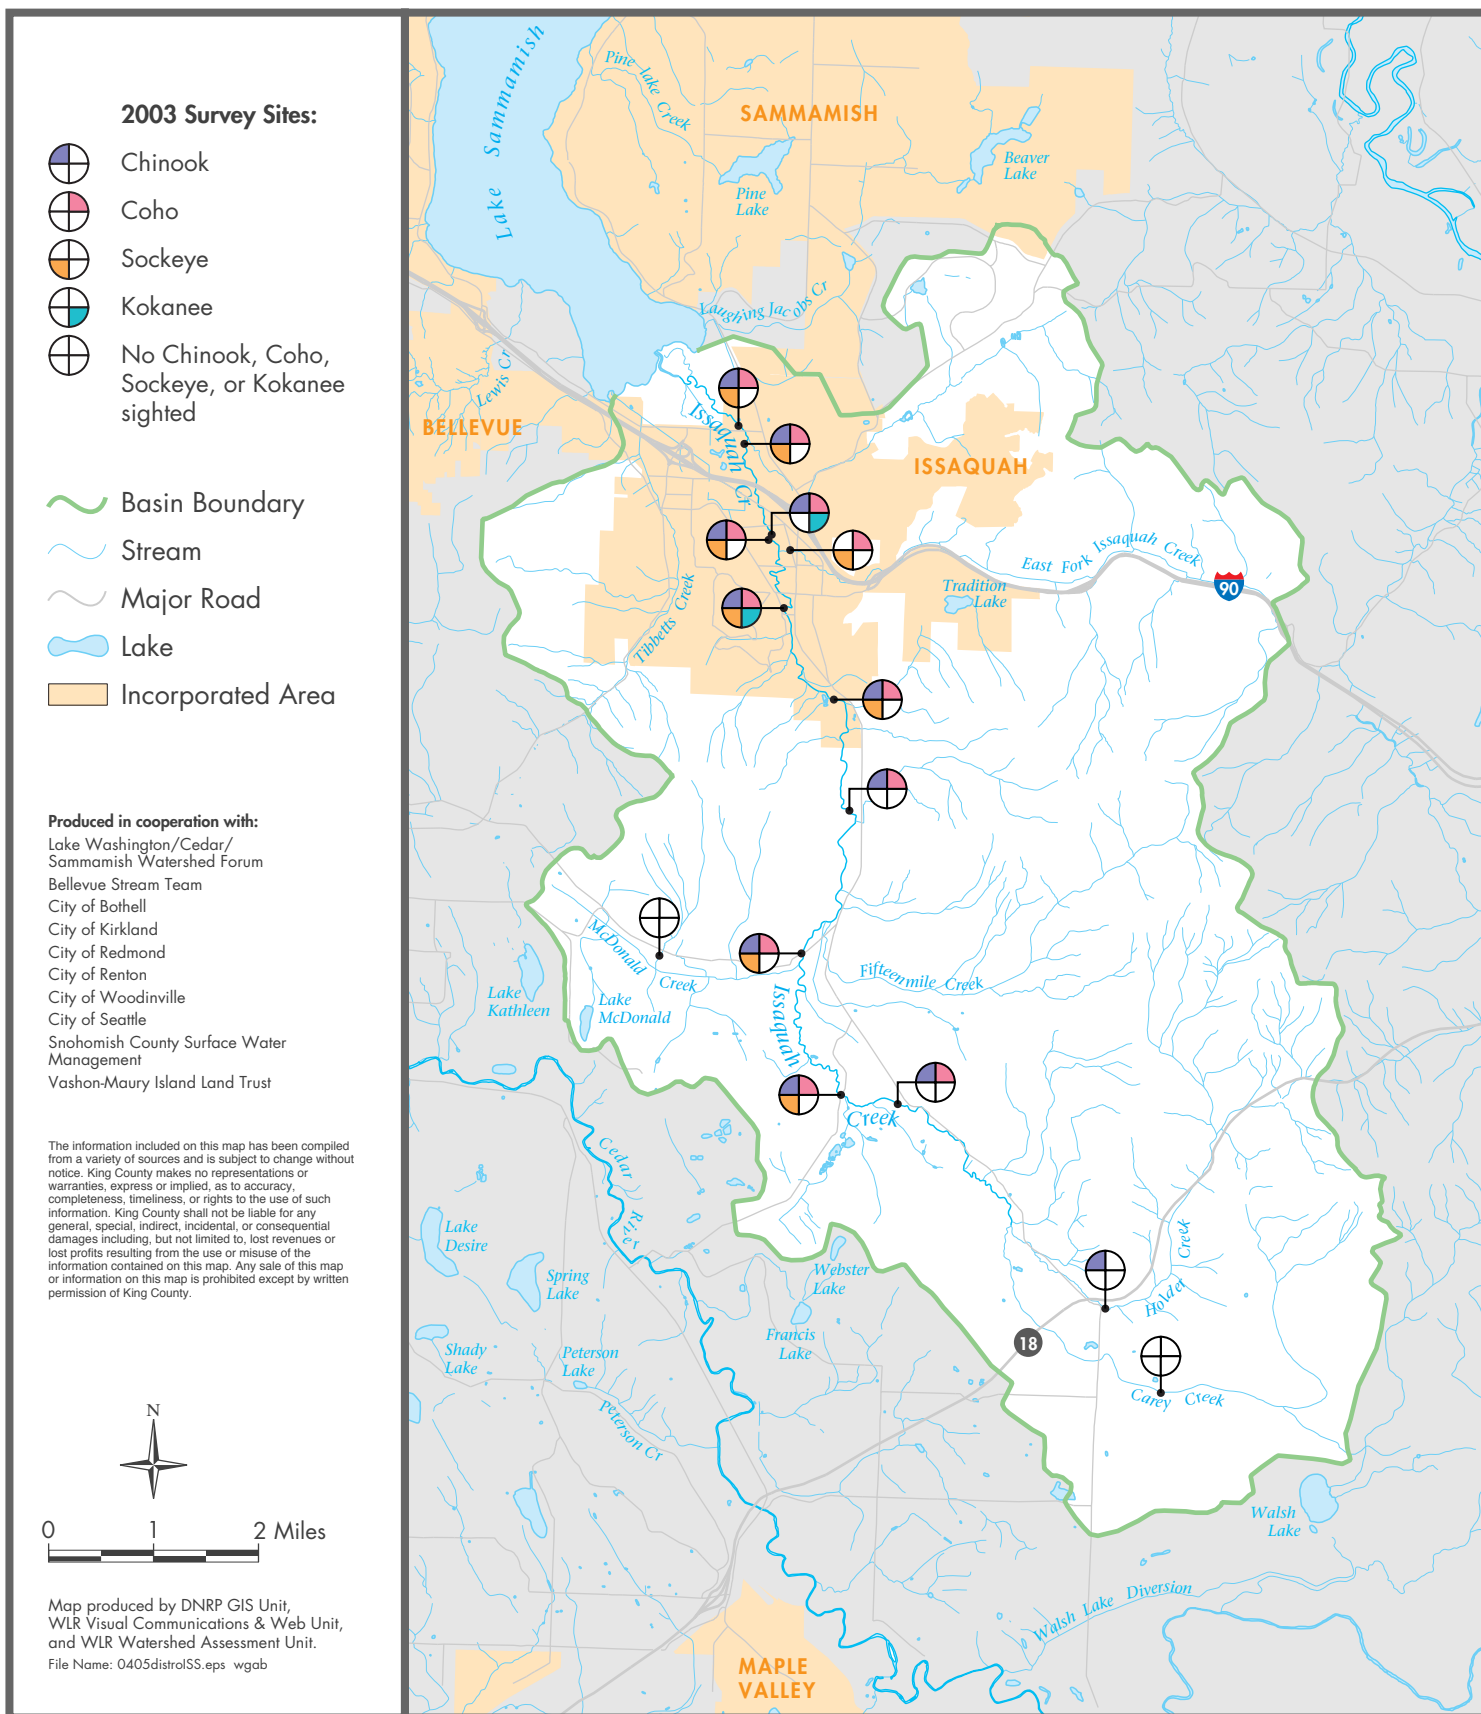 2003 Survey Sites:
Chinook
Coho
Sockeye
Kokanee
No Chinook, Coho,
Sockeye, or Kokanee
sighted
Basin Boundary
Stream
Major Road
Lake
Incorporated Area
Produced in cooperation with:
Lake Washington/Cedar/
Sammamish Watershed Forum
Bellevue Stream Team
City of Bothell
City of Kirkland
City of Redmond
City of Renton
City of Woodinville
City of Seattle
Snohomish County Surface Water
Management
Vashon-Maury Island Land Trust
The information included on this map has been compiled
from a variety of sources and is subject to change without
notice. King County makes no representations or
warranties, express or implied, as to accuracy,
completeness, timeliness, or rights to the use of such
information. King County shall not be liable for any
general, special, indirect, incidental, or consequential
damages including, but not limited to, lost revenues or
lost profits resulting from the use or misuse of the
information contained on this map. Any sale of this map
or information on this map is prohibited except by written
permission of King County.
N
0 1 2 Miles
Map produced by DNRP GIS Unit,
WLR Visual Communications & Web Unit,
and WLR Watershed Assessment Unit.
File Name: 0405distroISS.eps wgab
Lake Sammamish
Pine lake Creek
SAMMAMISH
Pine
Lake
Beaver
Lake
Laughing Jacobs Cr
Lewis Cr
BELLEVUE
Issaquah Cr
ISSAQUAH
East Fork Issaquah Creek
90
Tradition
Lake
Tibbetts Creek
McDonald Creek
Lake
Kathleen
Lake
McDonald
Fifteenmile Creek
Issaquah Creek
Cedar River
Lake
Desire
Spring
Lake
Webster
Lake
Francis
Lake
Shady
Lake
Peterson
Lake
Peterson Cr
Holder Creek
18
Carey Creek
Walsh
Lake
Walsh Lake Diversion
MAPLE
VALLEY